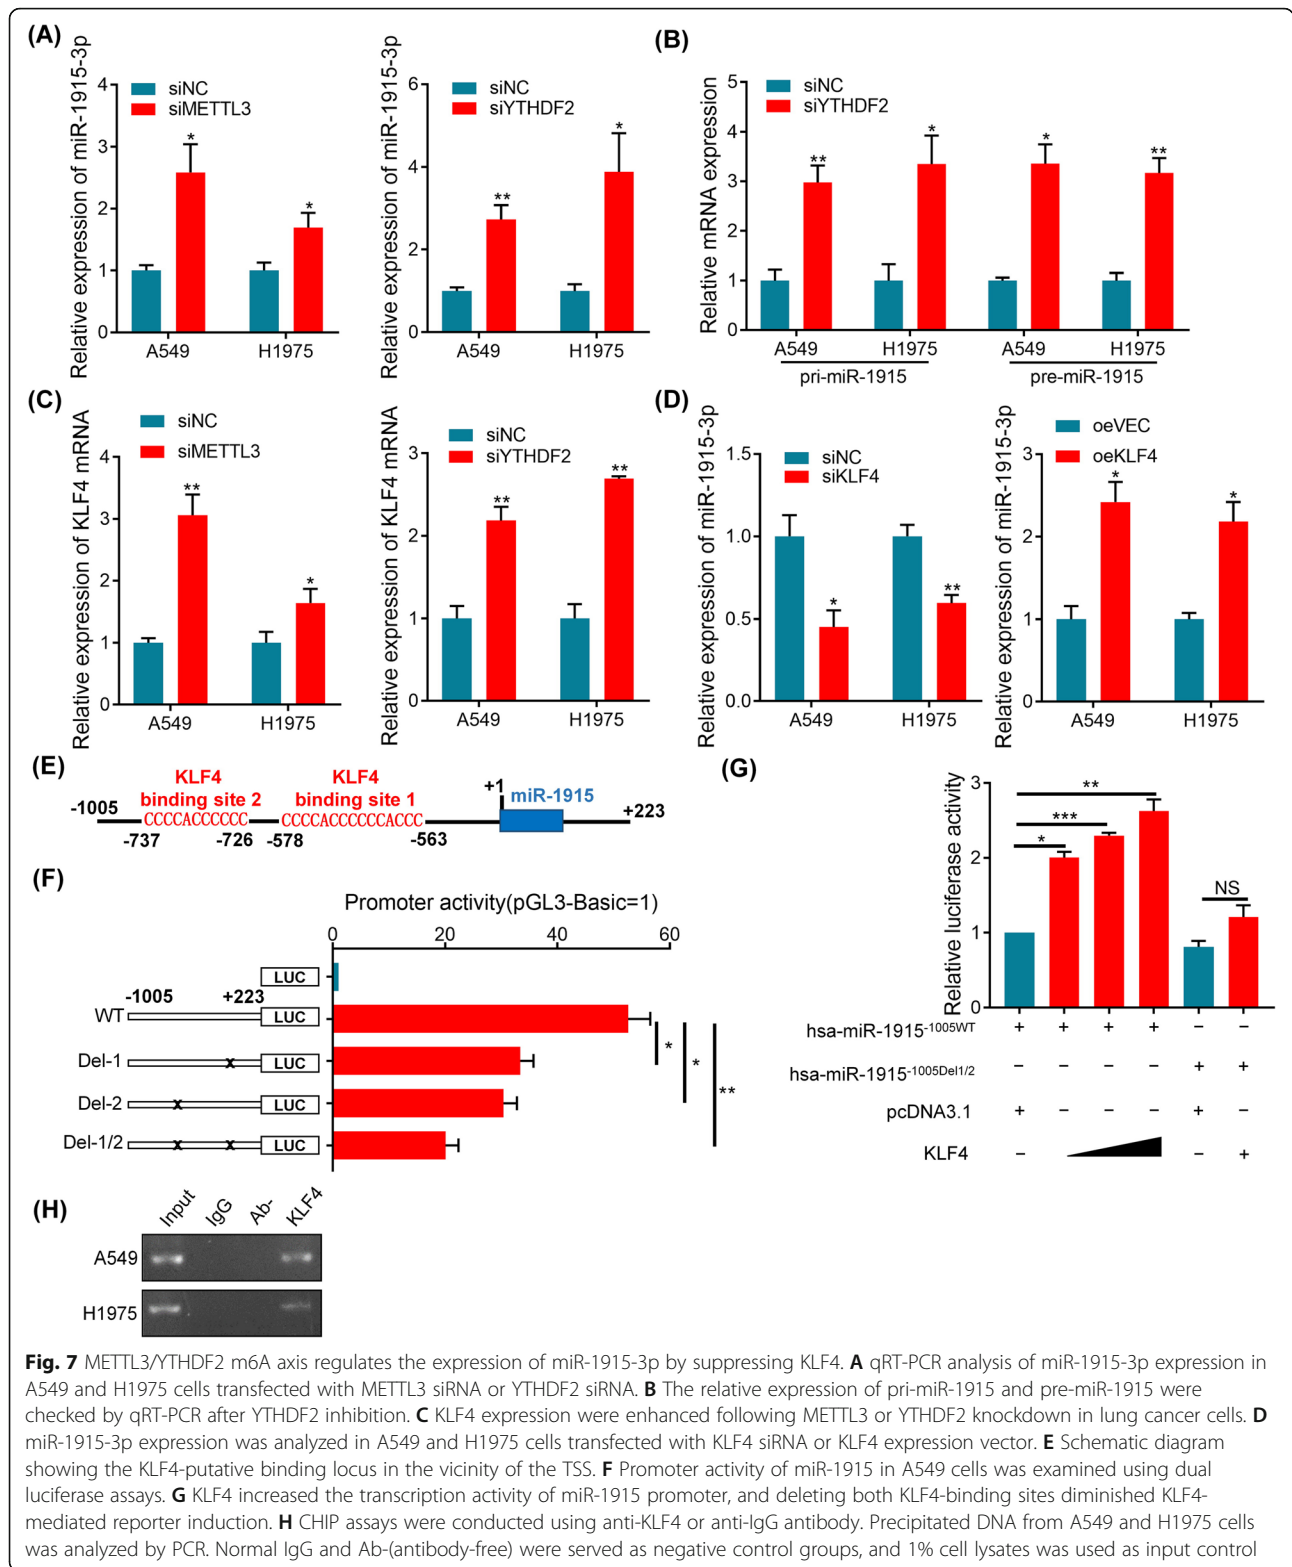 (A)
Relative expression of miR-1915-3p
siNC
siMETTL3
4
3
2
1
0
*
*
A549
H1975
Relative expression of miR-1915-3p
siNC
siYTHDF2
6
4
2
0
**
*
A549
H1975
(B)
Relative mRNA expression
siNC
siYTHDF2
5
4
3
2
1
0
**
*
*
**
A549
H1975
A549
H1975
pri-miR-1915
pre-miR-1915
(C)
Relative expression of KLF4 mRNA
siNC
siMETTL3
4
3
2
1
0
**
*
A549
H1975
Relative expression of KLF4 mRNA
siNC
siYTHDF2
3
2
1
0
**
**
A549
H1975
(D)
Relative expression of miR-1915-3p
siNC
siKLF4
1.5
1.0
0.5
0.0
*
**
A549
H1975
Relative expression of miR-1915-3p
oeVEC
oeKLF4
3
2
1
0
*
*
A549
H1975
(E)
KLF4
binding site 2
KLF4
binding site 1
+1
miR-1915
-1005
CCCCACCCCCC
CCCCACCCCCCACCC
+223
-737
-726
-578
-563
(F)
Promoter activity(pGL3-Basic=1)
0
20
40
60
LUC
-1005
+223
WT
LUC
Del-1
x
LUC
Del-2
x
LUC
Del-1/2
x
x
LUC
*
*
**
(G)
Relative luciferase activity
3
2
1
0
*
***
**
NS
hsa-miR-1915-1005WT + + + + − −
hsa-miR-1915-1005Del1/2 − − − − + +
pcDNA3.1 + − − − + −
KLF4 − − +
(H)
Input IgG Ab- KLF4
A549
H1975
Fig. 7 METTL3/YTHDF2 m6A axis regulates the expression of miR-1915-3p by suppressing KLF4. A qRT-PCR analysis of miR-1915-3p expression in
A549 and H1975 cells transfected with METTL3 siRNA or YTHDF2 siRNA. B The relative expression of pri-miR-1915 and pre-miR-1915 were
checked by qRT-PCR after YTHDF2 inhibition. C KLF4 expression were enhanced following METTL3 or YTHDF2 knockdown in lung cancer cells. D
miR-1915-3p expression was analyzed in A549 and H1975 cells transfected with KLF4 siRNA or KLF4 expression vector. E Schematic diagram
showing the KLF4-putative binding locus in the vicinity of the TSS. F Promoter activity of miR-1915 in A549 cells was examined using dual
luciferase assays. G KLF4 increased the transcription activity of miR-1915 promoter, and deleting both KLF4-binding sites diminished KLF4-
mediated reporter induction. H CHIP assays were conducted using anti-KLF4 or anti-IgG antibody. Precipitated DNA from A549 and H1975 cells
was analyzed by PCR. Normal IgG and Ab-(antibody-free) were served as negative control groups, and 1% cell lysates was used as input control